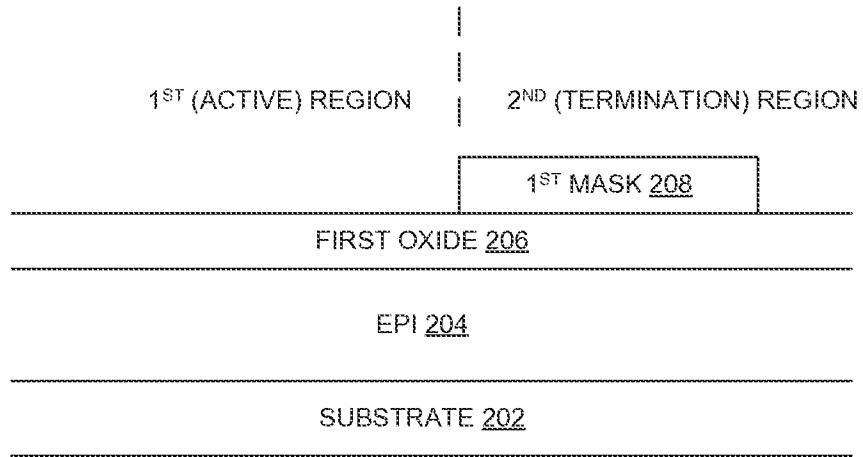 1ST (ACTIVE) REGION
2ND (TERMINATION) REGION
1ST MASK 208
FIRST OXIDE 206
EPI 204
SUBSTRATE 202